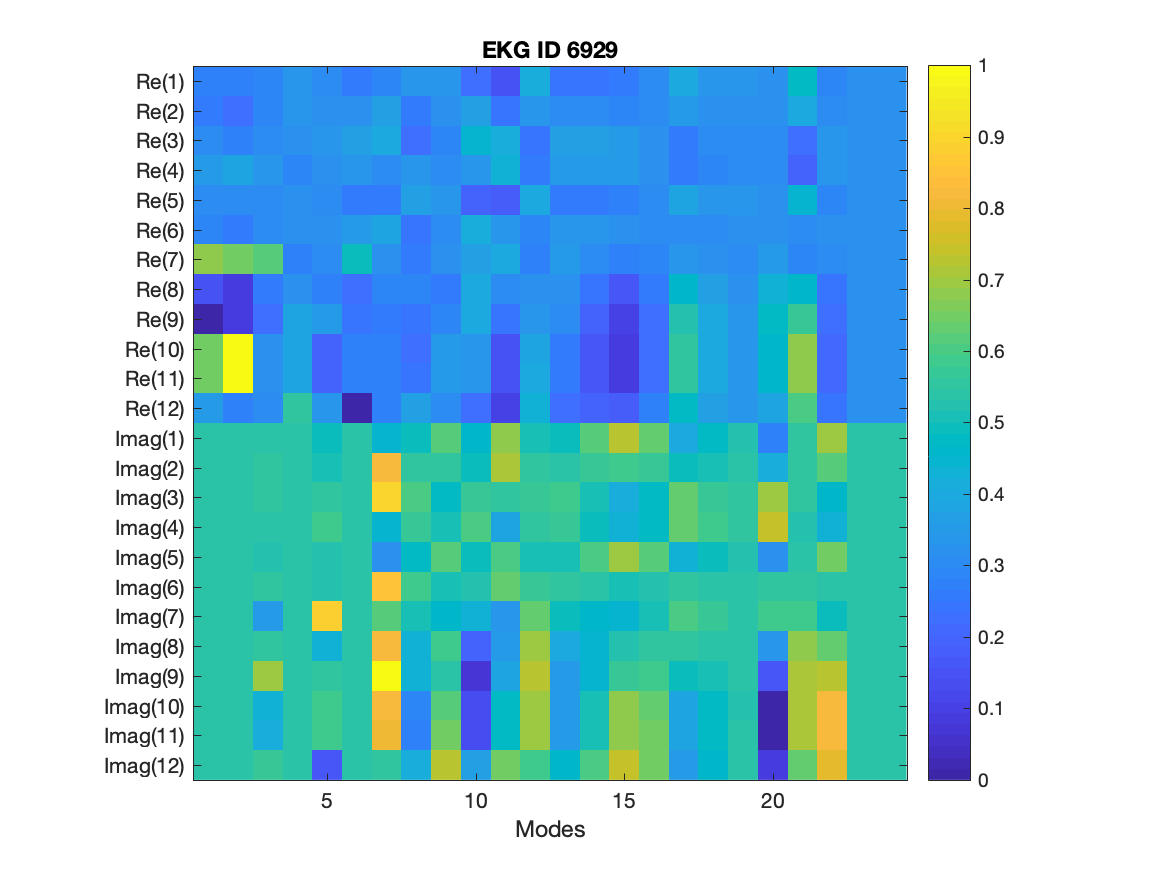 EKG ID 6929
Re(1)
Re(2)
Re(3)
Re(4)
Re(5)
Re(6)
Re(7)
Re(8)
Re(9)
Re(10)
Re(11)
Re(12)
Imag(1)
Imag(2)
Imag(3)
Imag(4)
Imag(5)
Imag(6)
Imag(7)
Imag(8)
Imag(9)
Imag(10)
Imag(11)
Imag(12)
5 10 15 20
Modes
1
0.9
0.8
0.7
0.6
0.5
0.4
0.3
0.2
0.1
0